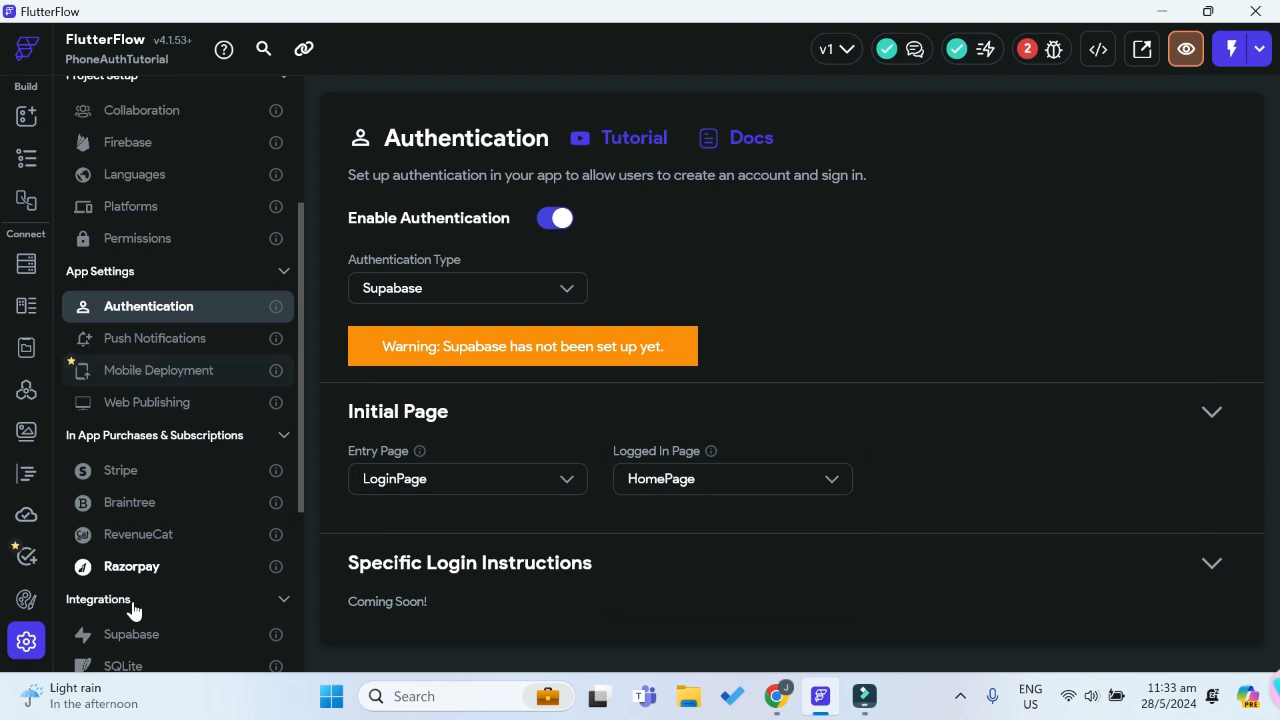 FlutterFlow
FlutterFlow v4.1.53+
PhoneAuthTutorial
v1
2
Build
Connect
Project Setup
Collaboration
Firebase
Languages
Platforms
Permissions
App Settings
Authentication
Push Notifications
Mobile Deployment
Web Publishing
In App Purchases & Subscriptions
Stripe
Braintree
RevenueCat
Razorpay
Integrations
Supabase
SQLite
Authentication Tutorial Docs
Set up authentication in your app to allow users to create an account and sign in.
Enable Authentication
Authentication Type
Supabase
Warning: Supabase has not been set up yet.
Initial Page
Entry Page Logged In Page
LoginPage HomePage
Specific Login Instructions
Coming Soon!
Light rain
In the afternoon
Search
ENG
US
11:33 am
28/5/2024
PRE